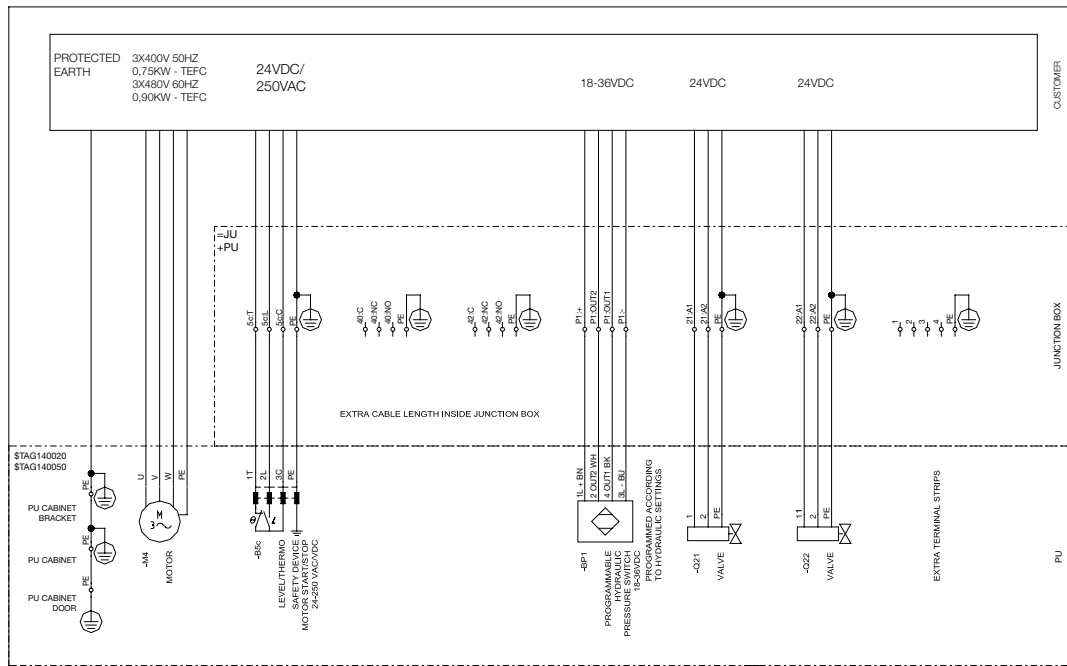 PROTECTED
EARTH
3X400V 50HZ
0,75KW - TEFC
3X480V 60HZ
0,90KW - TEFC
24VDC/
250VAC
18-36VDC
24VDC
24VDC
CUSTOMER
=JU
+PU
5c:T
5c:L
5c:C
PE
40:C
40:NC
40:NO
PE
42:C
42:NC
42:NO
PE
P1:+
P1:OUT2
P1:OUT1
P1:-
21:A1
21:A2
PE
22:A1
22:A2
PE
1
2
3
4
PE
JUNCTION BOX
EXTRA CABLE LENGTH INSIDE JUNCTION BOX
$TAG140020
$TAG140050
PE
PU CABINET
BRACKET
PE
PU CABINET
PE
PU CABINET
DOOR
U
V
W
PE
M
3~
-M4
MOTOR
1T
2L
3C
PE
θ
-B5c
LEVEL/THERMO
SAFETY DEVICE
MOTOR START/STOP
24-250 VAC/VDC
1L + BN
2 OUT2 WH
4 OUT1 BK
3L - BU
-BP1
PROGRAMMABLE
HYDRAULIC
PRESSURE SWITCH
18-36VDC
PROGRAMMED ACCORDING
TO HYDRAULIC SETTINGS
1
2
PE
-Q21
VALVE
11
2
PE
-Q22
VALVE
EXTRA TERMINAL STRIPS
PU